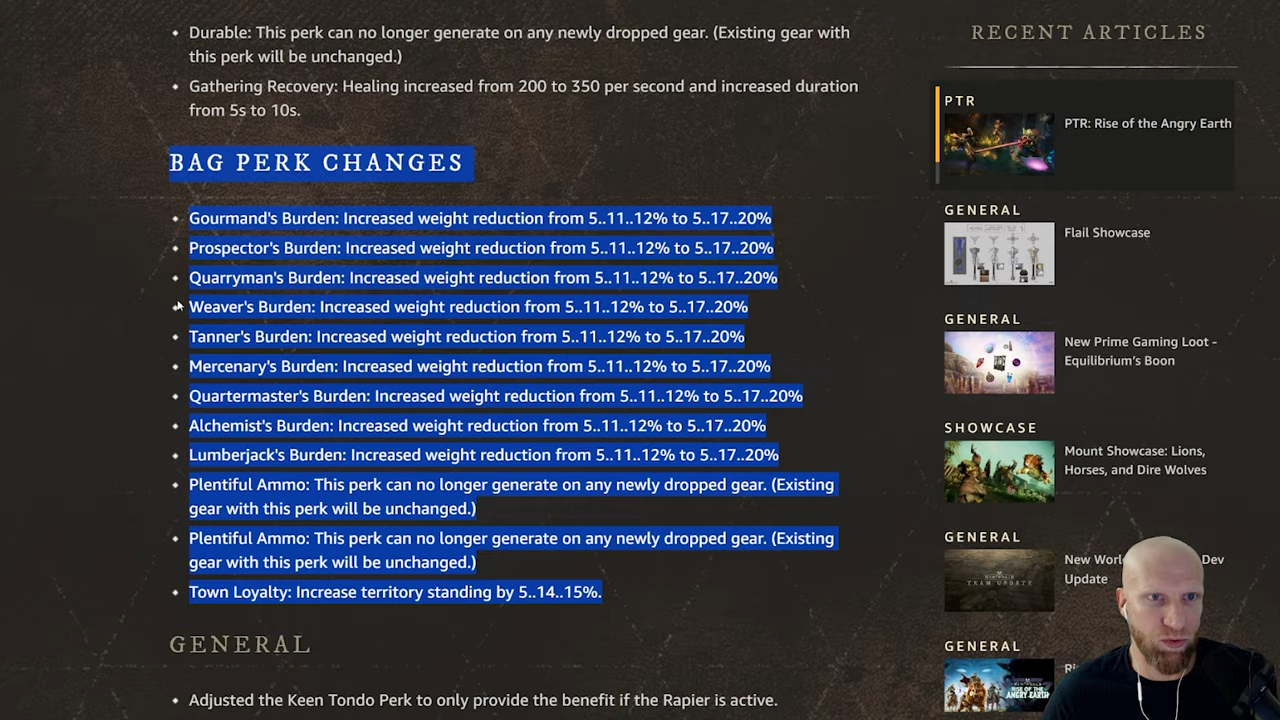 Durable: This perk can no longer generate on any newly dropped gear. (Existing gear with
this perk will be unchanged.)
Gathering Recovery: Healing increased from 200 to 350 per second and increased duration
from 5s to 10s.
BAG PERK CHANGES
Gourmand's Burden: Increased weight reduction from 5..11..12% to 5..17..20%
Prospector's Burden: Increased weight reduction from 5..11..12% to 5..17..20%
Quarryman's Burden: Increased weight reduction from 5..11..12% to 5..17..20%
Weaver's Burden: Increased weight reduction from 5..11..12% to 5..17..20%
Tanner's Burden: Increased weight reduction from 5..11..12% to 5..17..20%
Mercenary's Burden: Increased weight reduction from 5..11..12% to 5..17..20%
Quartermaster's Burden: Increased weight reduction from 5..11..12% to 5..17..20%
Alchemist's Burden: Increased weight reduction from 5..11..12% to 5..17..20%
Lumberjack's Burden: Increased weight reduction from 5..11..12% to 5..17..20%
Plentiful Ammo: This perk can no longer generate on any newly dropped gear. (Existing
gear with this perk will be unchanged.)
Plentiful Ammo: This perk can no longer generate on any newly dropped gear. (Existing
gear with this perk will be unchanged.)
Town Loyalty: Increase territory standing by 5..14..15%.
GENERAL
Adjusted the Keen Tondo Perk to only provide the benefit if the Rapier is active.
RECENT ARTICLES
PTR
PTR: Rise of the Angry Earth
GENERAL
Flail Showcase
GENERAL
New Prime Gaming Loot -
Equilibrium's Boon
SHOWCASE
Mount Showcase: Lions,
Horses, and Dire Wolves
GENERAL
TEAM UPDATE
New Dev
Update
GENERAL
RISE OF THE
ANGRY EARTH